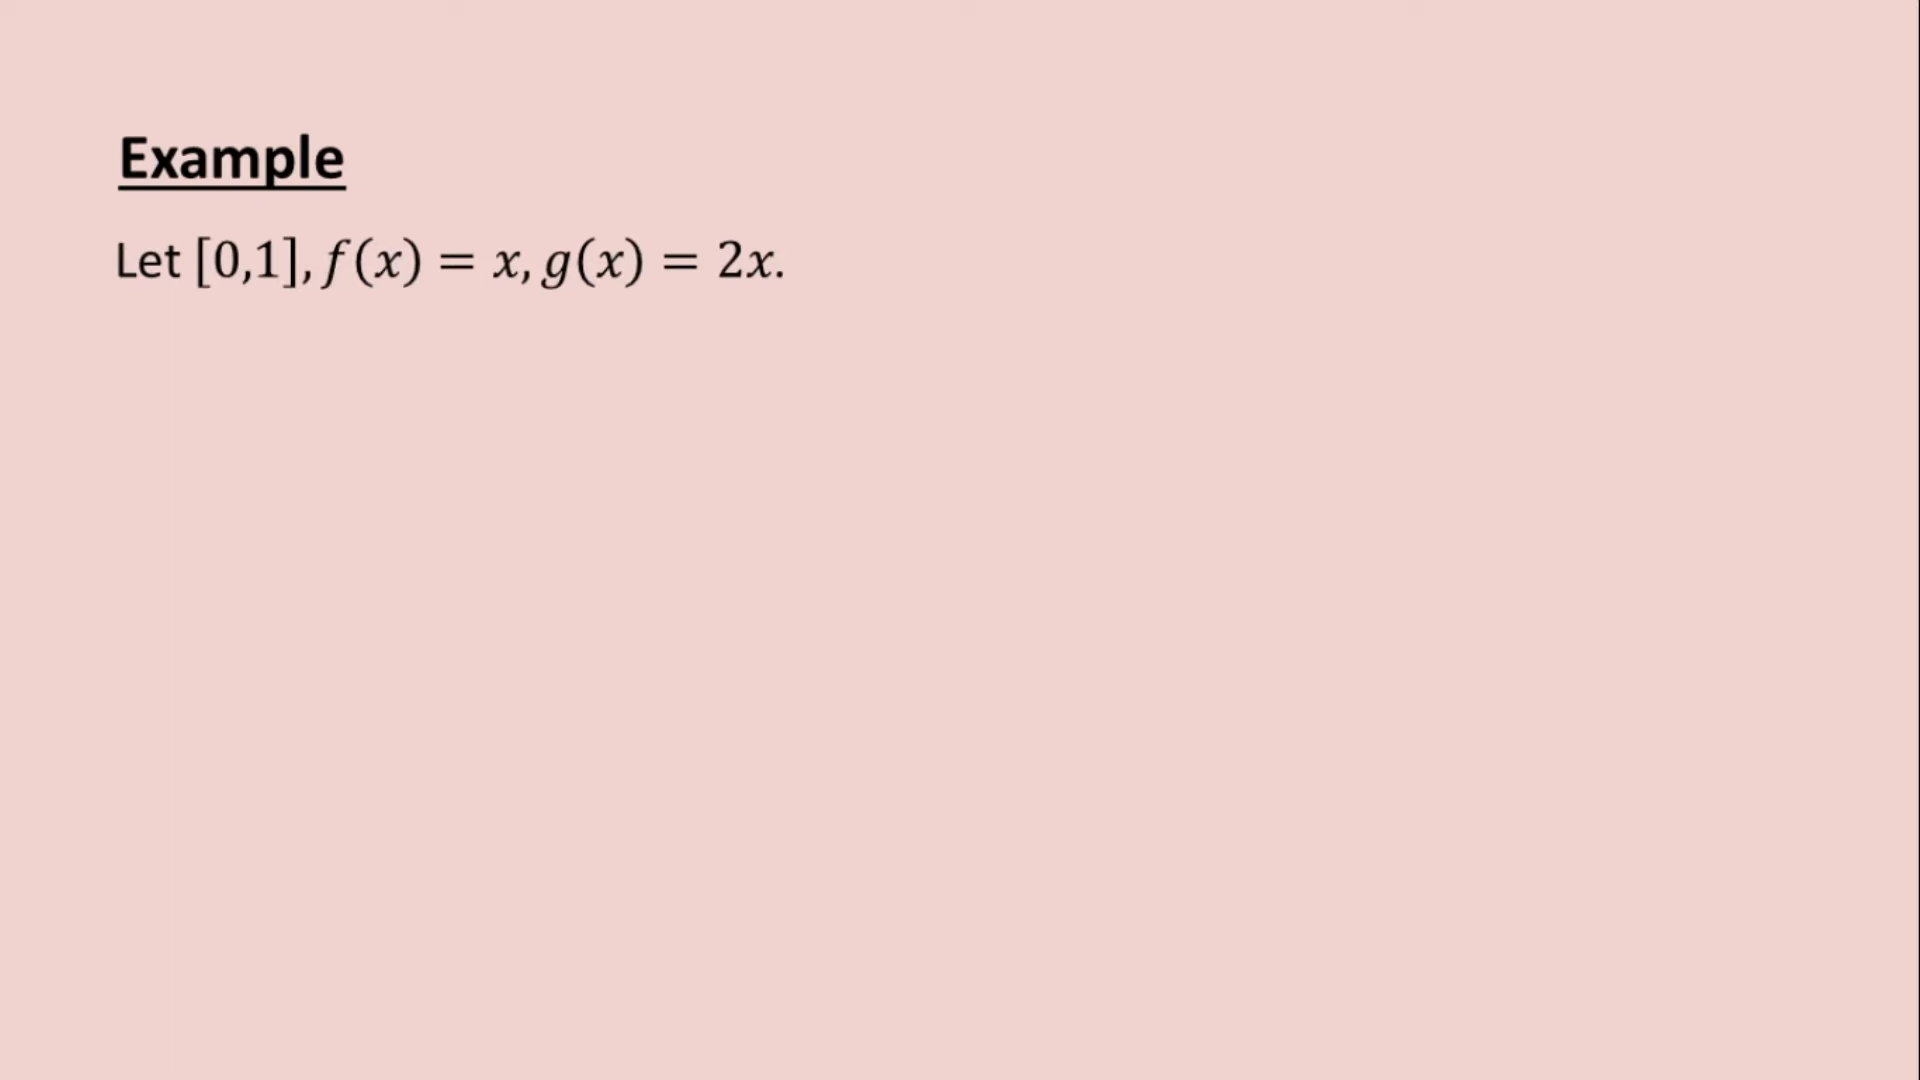 Example
Let [0,1], f(x) = x, g(x) = 2x.